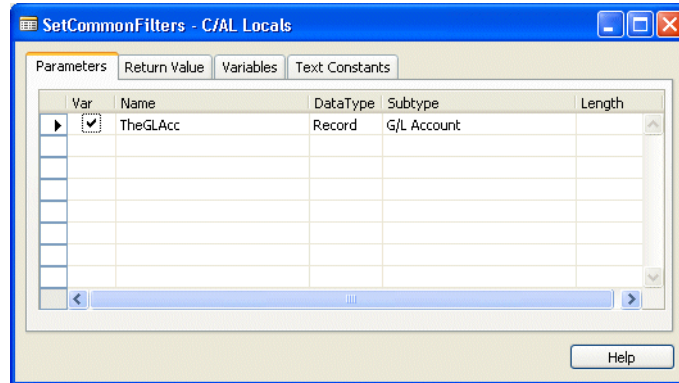 SetCommonFilters - C/AL Locals
Parameters Return Value Variables Text Constants
Var Name DataType Subtype Length
TheGLAcc Record G/L Account
Help